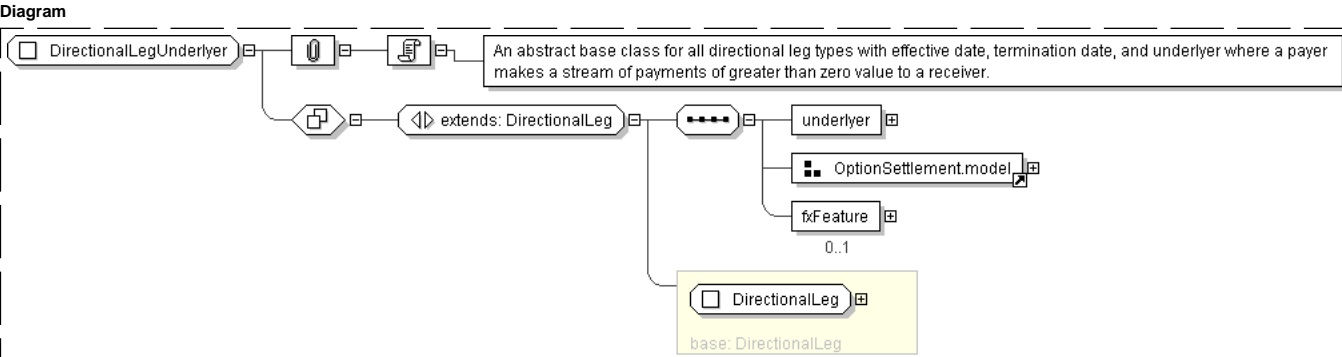 Diagram
DirectionalLegUnderlyer
An abstract base class for all directional leg types with effective date, termination date, and underlyer where a payer
makes a stream of payments of greater than zero value to a receiver.
extends: DirectionalLeg
underlyer
OptionSettlement.model
fxFeature
0..1
DirectionalLeg
base: DirectionalLeg